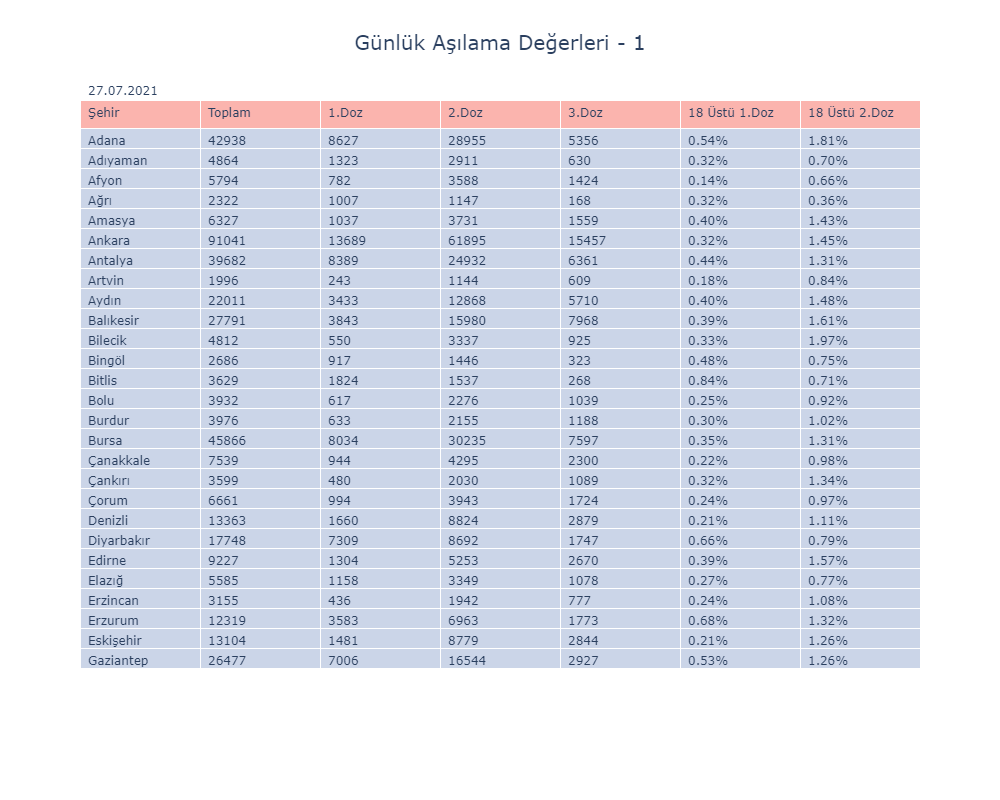 Günlük Aşılama Değerleri - 1
27.07.2021
Şehir Toplam 1.Doz 2.Doz 3.Doz 18 Üstü 1.Doz 18 Üstü 2.Doz
Adana 42938 8627 28955 5356 0.54% 1.81%
Adıyaman 4864 1323 2911 630 0.32% 0.70%
Afyon 5794 782 3588 1424 0.14% 0.66%
Ağrı 2322 1007 1147 168 0.32% 0.36%
Amasya 6327 1037 3731 1559 0.40% 1.43%
Ankara 91041 13689 61895 15457 0.32% 1.45%
Antalya 39682 8389 24932 6361 0.44% 1.31%
Artvin 1996 243 1144 609 0.18% 0.84%
Aydın 22011 3433 12868 5710 0.40% 1.48%
Balıkesir 27791 3843 15980 7968 0.39% 1.61%
Bilecik 4812 550 3337 925 0.33% 1.97%
Bingöl 2686 917 1446 323 0.48% 0.75%
Bitlis 3629 1824 1537 268 0.84% 0.71%
Bolu 3932 617 2276 1039 0.25% 0.92%
Burdur 3976 633 2155 1188 0.30% 1.02%
Bursa 45866 8034 30235 7597 0.35% 1.31%
Çanakkale 7539 944 4295 2300 0.22% 0.98%
Çankırı 3599 480 2030 1089 0.32% 1.34%
Çorum 6661 994 3943 1724 0.24% 0.97%
Denizli 13363 1660 8824 2879 0.21% 1.11%
Diyarbakır 17748 7309 8692 1747 0.66% 0.79%
Edirne 9227 1304 5253 2670 0.39% 1.57%
Elazığ 5585 1158 3349 1078 0.27% 0.77%
Erzincan 3155 436 1942 777 0.24% 1.08%
Erzurum 12319 3583 6963 1773 0.68% 1.32%
Eskişehir 13104 1481 8779 2844 0.21% 1.26%
Gaziantep 26477 7006 16544 2927 0.53% 1.26%